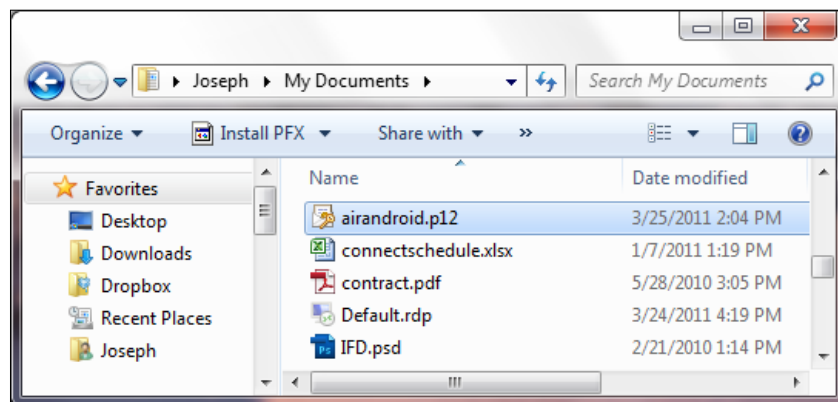 Joseph ▸ My Documents ▸ Search My Documents
Organize Install PFX Share with »
Favorites
Desktop
Downloads
Dropbox
Recent Places
Joseph
Name Date modified
airandroid.p12 3/25/2011 2:04 PM
connectschedule.xlsx 1/7/2011 1:19 PM
contract.pdf 5/28/2010 3:05 PM
Default.rdp 3/24/2011 4:19 PM
IFD.psd 2/21/2010 1:14 PM